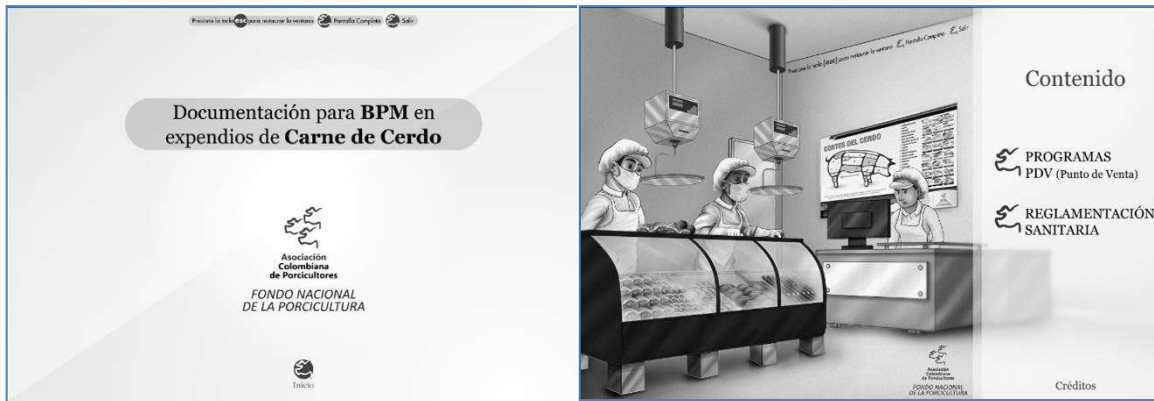 Presione la tecla esc para restaurar la ventana Pantalla Completa Salir
Documentación para BPM en
expendios de Carne de Cerdo
Asociación
Colombiana
de Porcicultores
FONDO NACIONAL
DE LA PORCICULTURA
Inicio
Presione la tecla [ESC] para restaurar la ventana Pantalla Completa Salir
CORTES DEL CERDO
Contenido
PROGRAMAS
PDV (Punto de Venta)
REGLAMENTACIÓN
SANITARIA
Asociación
Colombiana
de Porcicultores
FONDO NACIONAL
DE LA PORCICULTURA
Créditos